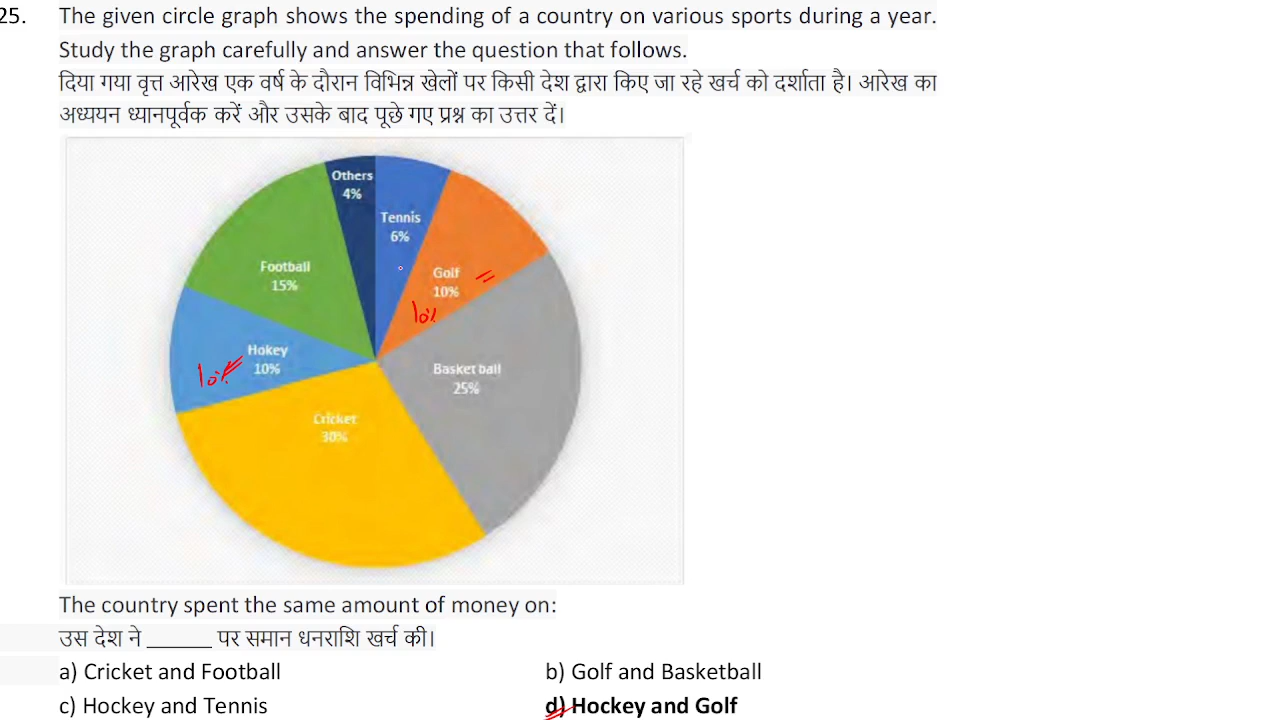 25. The given circle graph shows the spending of a country on various sports during a year.
Study the graph carefully and answer the question that follows.
दिया गया वृत्त आरेख एक वर्ष के दौरान विभिन्न खेलों पर किसी देश द्वारा किए जा रहे खर्च को दर्शाता है। आरेख का
अध्ययन ध्यानपूर्वक करें और उसके बाद पूछे गए प्रश्न का उत्तर दें।
Others
4%
Tennis
6%
Golf
10%
10%
Football
15%
Hokey
10%
10%
Basket ball
25%
Cricket
30%
The country spent the same amount of money on:
उस देश ने ______ पर समान धनराशि खर्च की।
a) Cricket and Football b) Golf and Basketball
c) Hockey and Tennis d) Hockey and Golf